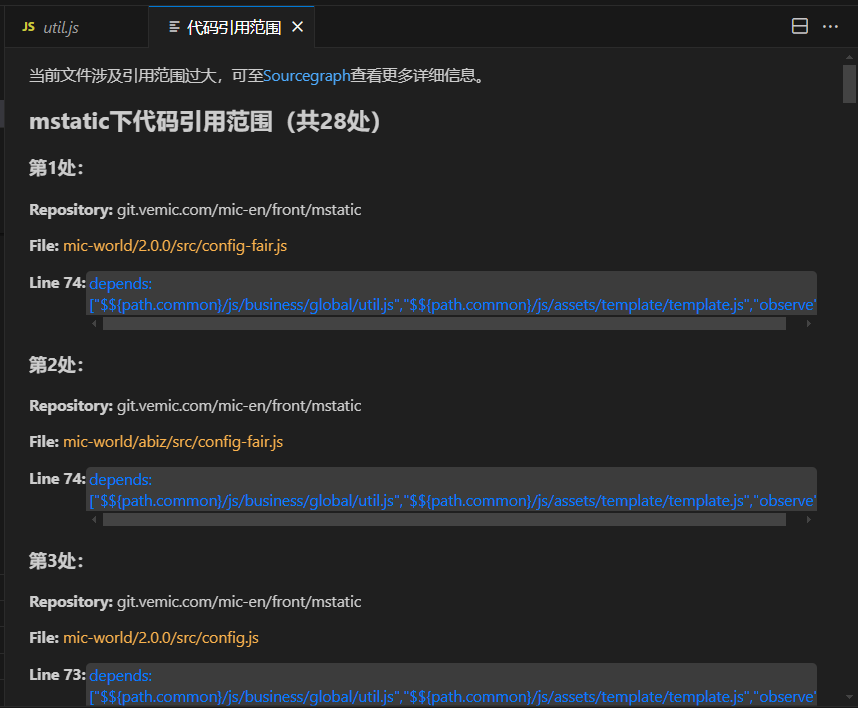 JS util.js
代码引用范围
当前文件涉及引用范围过大，可至Sourcegraph查看更多详细信息。
mstatic下代码引用范围（共28处）
第1处：
Repository: git.vemic.com/mic-en/front/mstatic
File: mic-world/2.0.0/src/config-fair.js
Line 74: depends:
["$${path.common}/js/business/global/util.js","$${path.common}/js/assets/template/template.js","observe"
第2处：
Repository: git.vemic.com/mic-en/front/mstatic
File: mic-world/abiz/src/config-fair.js
Line 74: depends:
["$${path.common}/js/business/global/util.js","$${path.common}/js/assets/template/template.js","observe"
第3处：
Repository: git.vemic.com/mic-en/front/mstatic
File: mic-world/2.0.0/src/config.js
Line 73: depends:
["$${path.common}/js/business/global/util.js","$${path.common}/js/assets/template/template.js","observe"